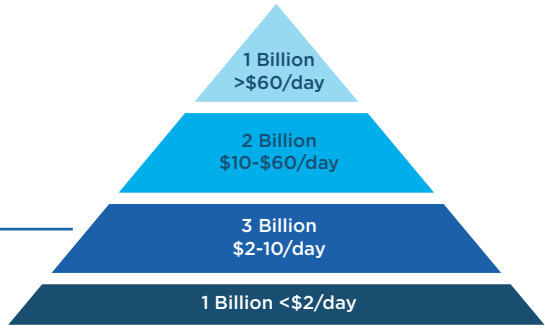 1 Billion
>$60/day
2 Billion
$10-$60/day
3 Billion
$2-10/day
1 Billion <$2/day